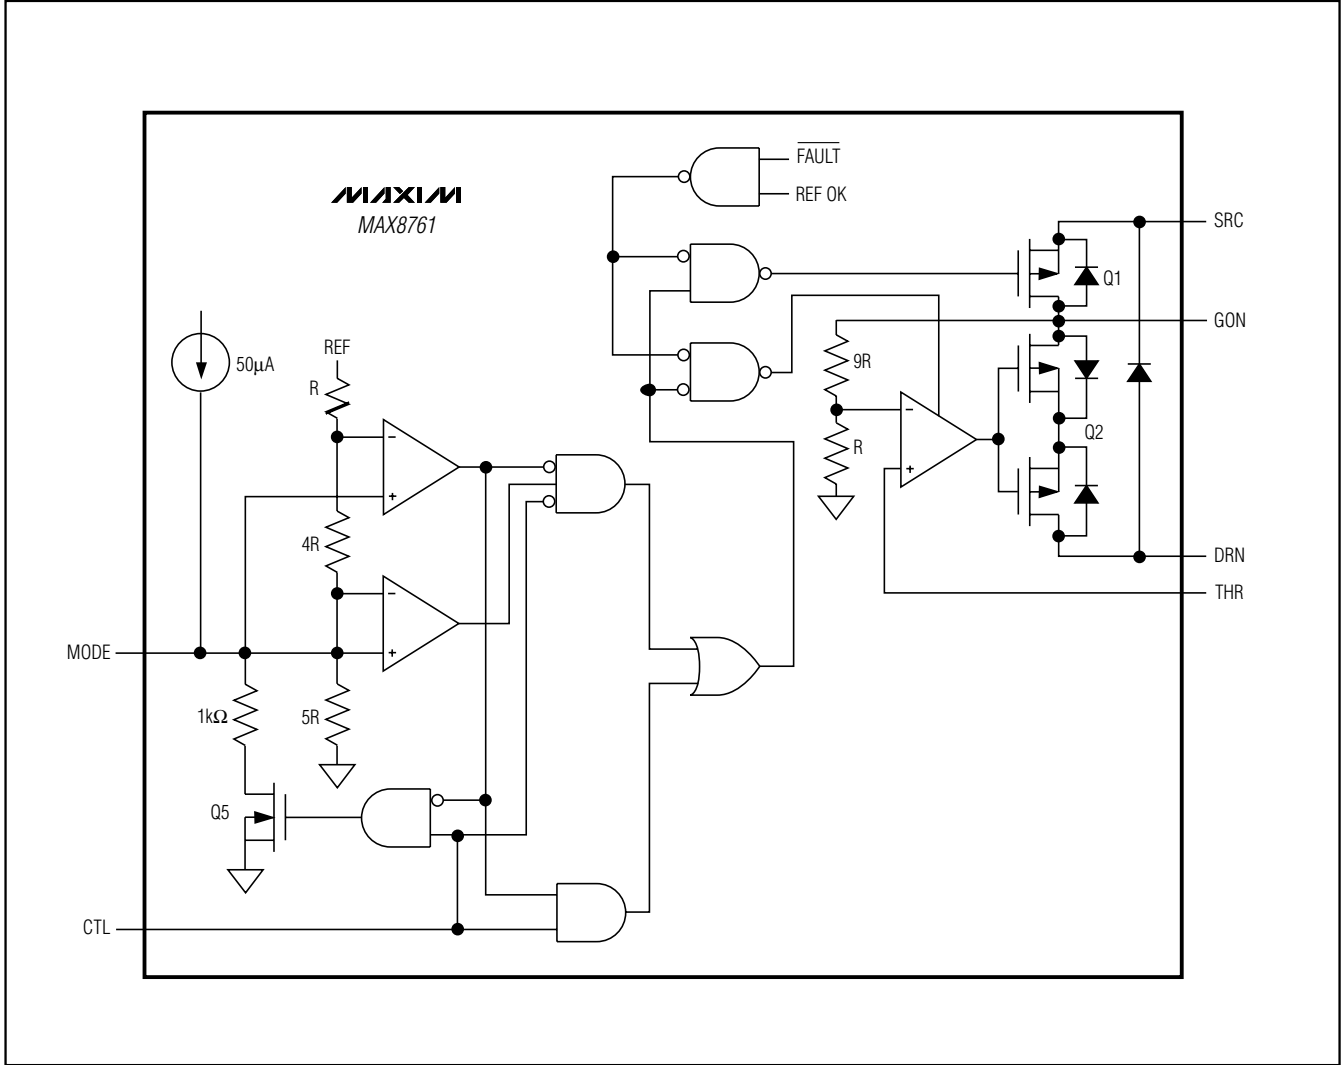 FAULT
REF OK
MAXIM
MAX8761
SRC
Q1
GON
REF
50µA
R
9R
Q2
R
4R
DRN
THR
MODE
1kΩ
5R
Q5
CTL
−
+
−
+
−
+